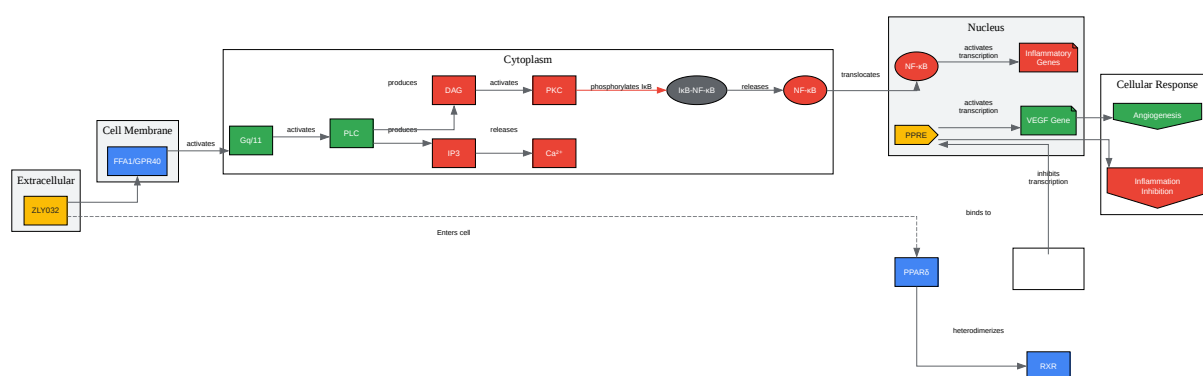 Extracellular
ZLY032
Cell Membrane
FFA1/GPR40
activates
Cytoplasm
Gq/11
activates
PLC
produces
produces
DAG
activates
PKC
IP3
releases
Ca²⁺
phosphorylates IκB
IκB-NF-κB
releases
NF-κB
translocates
Nucleus
NF-κB
activates
transcription
Inflammatory
Genes
activates
transcription
PPRE
VEGF Gene
Cellular Response
Angiogenesis
Inflammation
Inhibition
inhibits
transcription
binds to
Enters cell
PPARδ
heterodimerizes
RXR